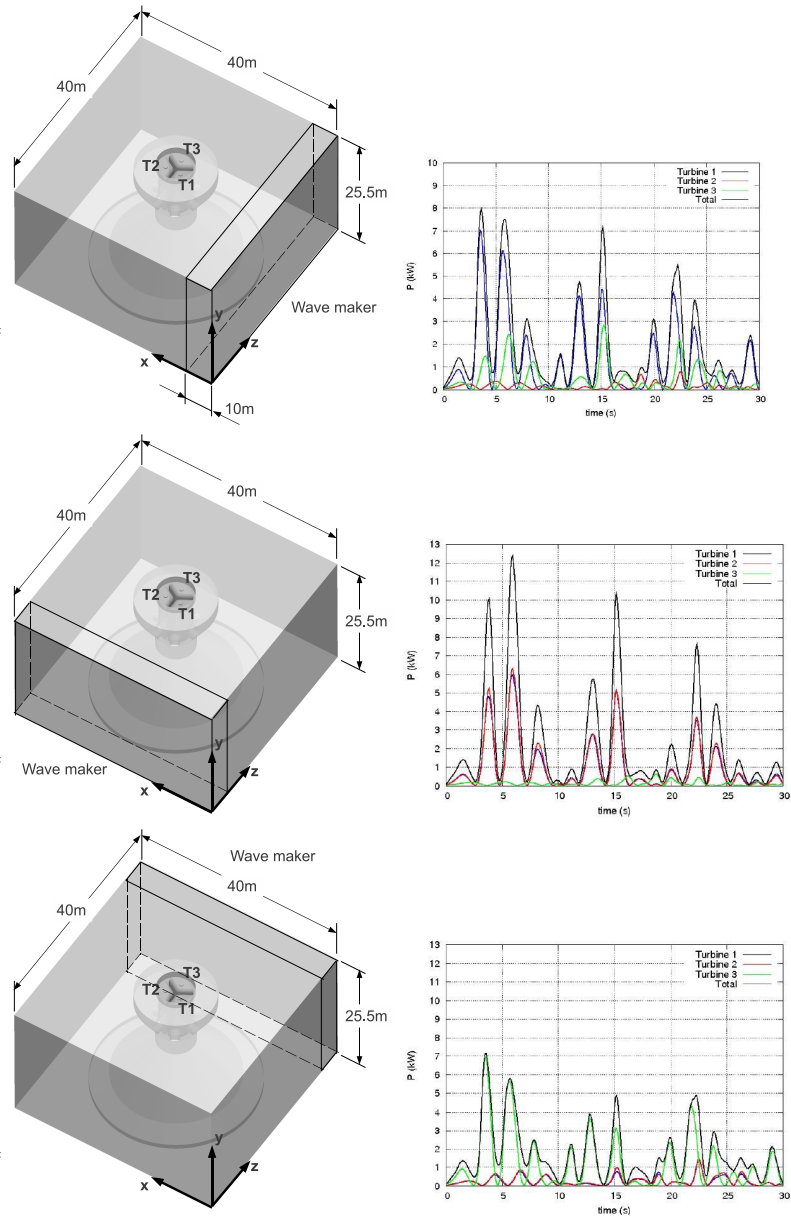 40m
40m
25.5m
T3
T2
T1
Wave maker
y
z
x
10m
10
9
8
7
6
5
4
3
2
1
0
P (kW)
0 5 10 15 20 25 30
time (s)
Turbine 1
Turbine 2
Turbine 3
Total
40m
40m
25.5m
T3
T2
T1
Wave maker
y
z
x
13
12
11
10
9
8
7
6
5
4
3
2
1
0
P (kW)
0 5 10 15 20 25 30
time (s)
Turbine 1
Turbine 2
Turbine 3
Total
Wave maker
40m
40m
25.5m
T3
T2
T1
y
z
x
13
12
11
10
9
8
7
6
5
4
3
2
1
0
P (kW)
0 5 10 15 20 25 30
time (s)
Turbine 1
Turbine 2
Turbine 3
Total